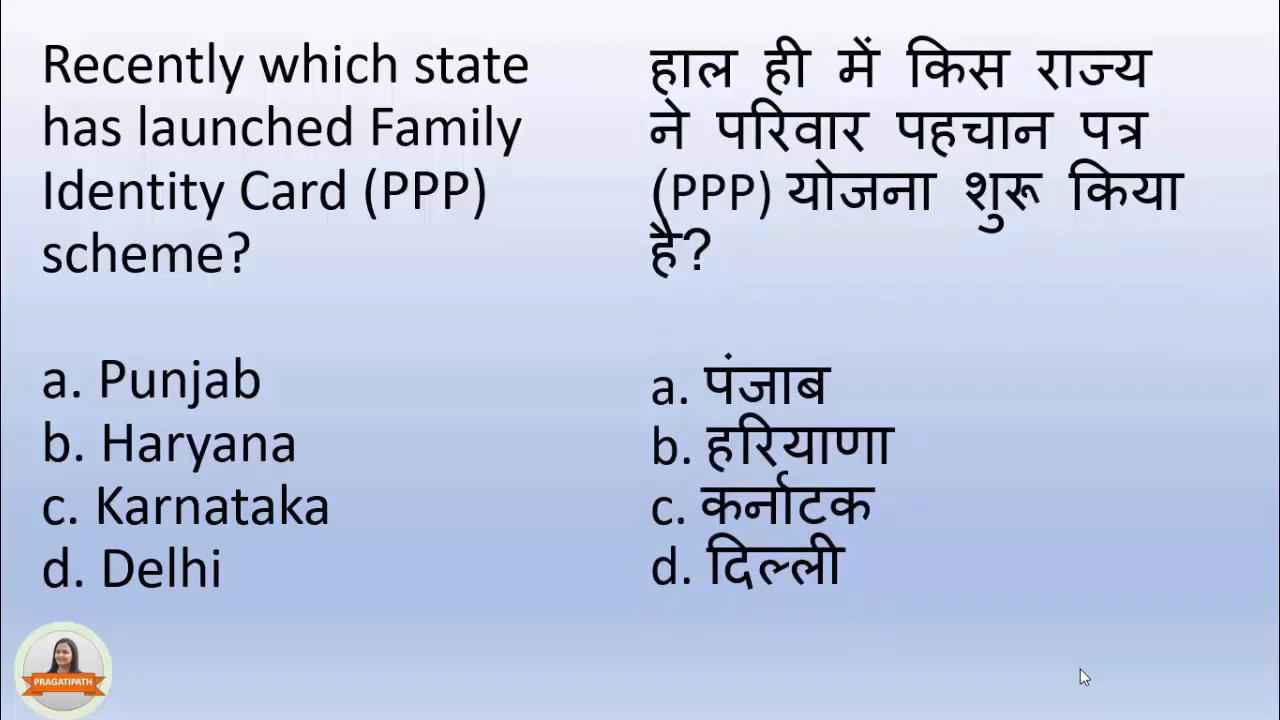 Recently which state
has launched Family
Identity Card (PPP)
scheme?
a. Punjab
b. Haryana
c. Karnataka
d. Delhi
हाल ही में किस राज्य
ने परिवार पहचान पत्र
(PPP) योजना शुरू किया
है?
a. पंजाब
b. हरियाणा
c. कर्नाटक
d. दिल्ली
PRAGATIPATH